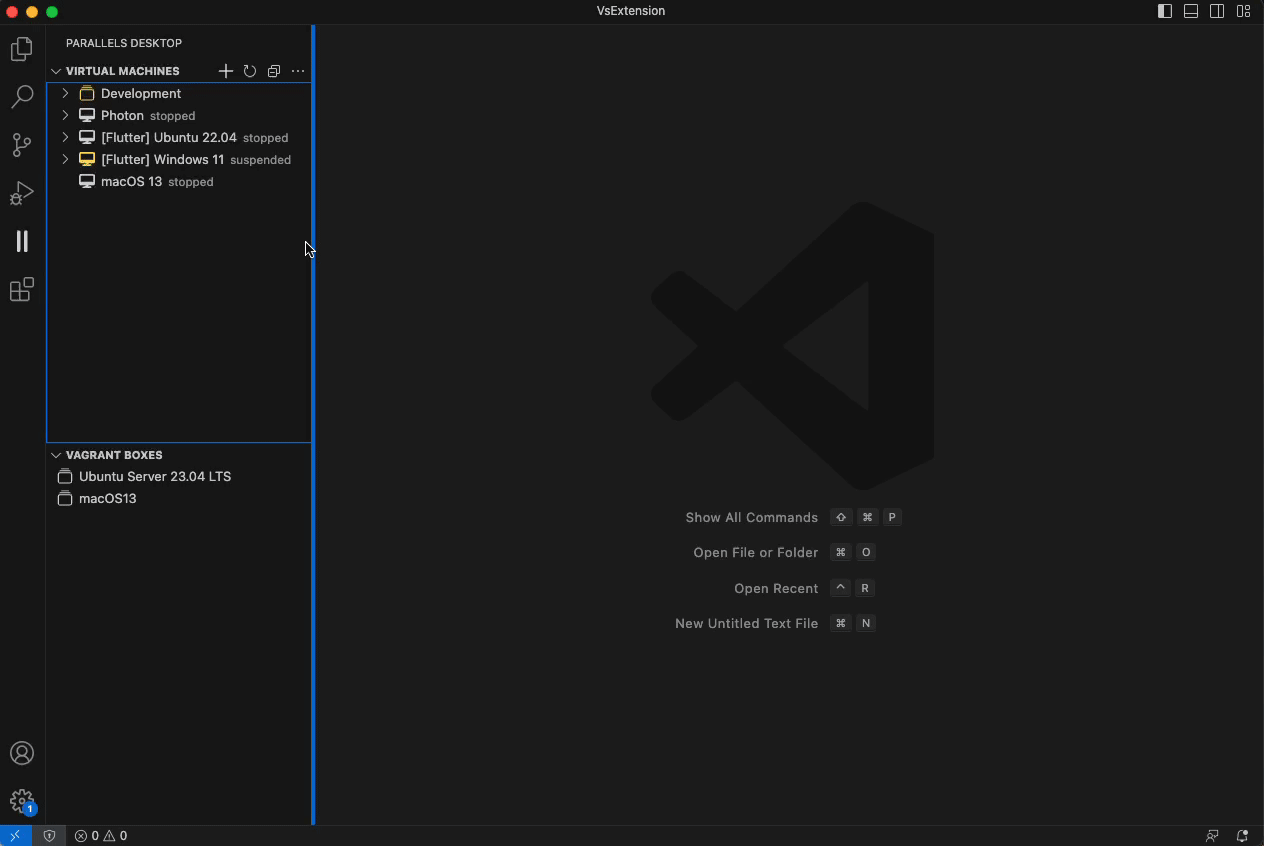 VsExtension
PARALLELS DESKTOP
VIRTUAL MACHINES
Development
Photon stopped
[Flutter] Ubuntu 22.04 stopped
[Flutter] Windows 11 suspended
macOS 13 stopped
VAGRANT BOXES
Ubuntu Server 23.04 LTS
macOS13
Show All Commands ⇧ ⌘ P
Open File or Folder ⌘ O
Open Recent ^ R
New Untitled Text File ⌘ N
1
0 0